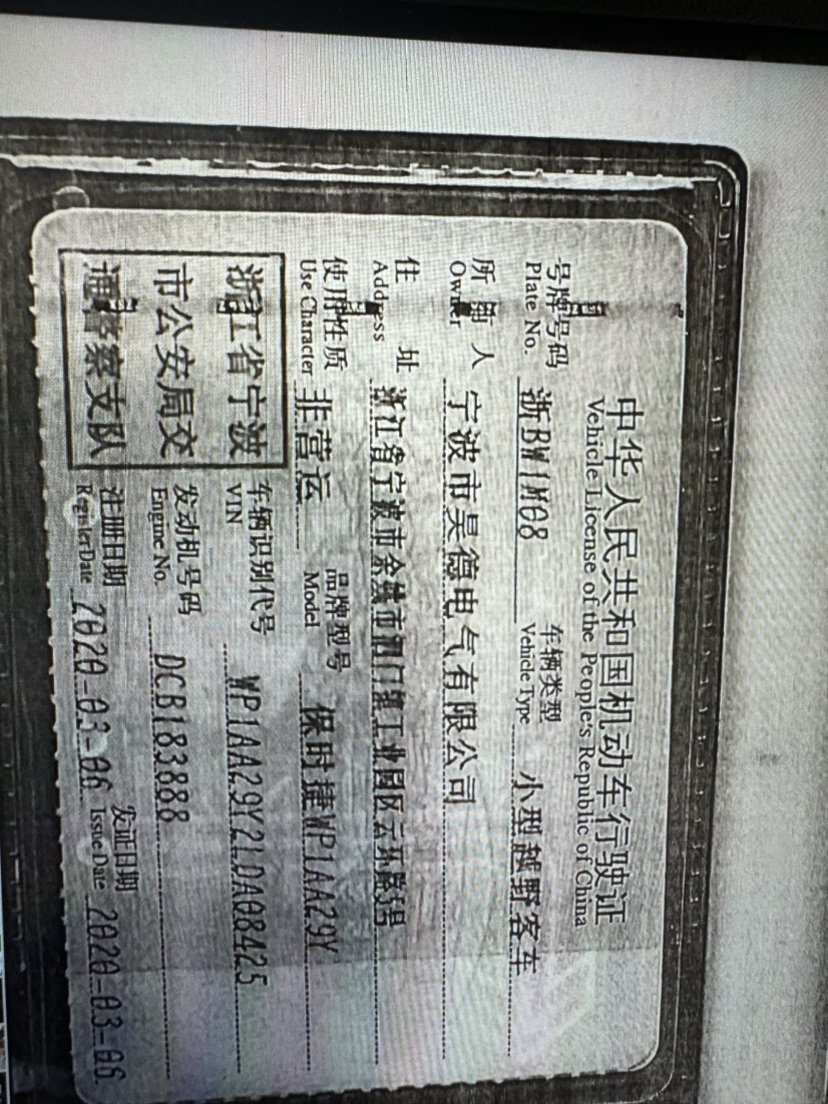 中华人民共和国机动车行驶证
Vehicle License of the People's Republic of China
号牌号码 浙BW1M08 车辆类型 小型越野客车
Plate No. Vehicle Type
所有人 宁波市昊德电气有限公司
Owner
住址 浙江省宁波市余姚市泗门镇工业园区云环路5号
Address
使用性质 非营运 品牌型号 保时捷WP1AA29Y
Use Character Model
浙江省宁波
市公安局交
通警察支队
车辆识别代号 WP1AA29Y2LDA08425
VIN
发动机号码 DCB183888
Engine No.
注册日期 2020-03-06 发证日期 2020-03-06
Register Date Issue Date